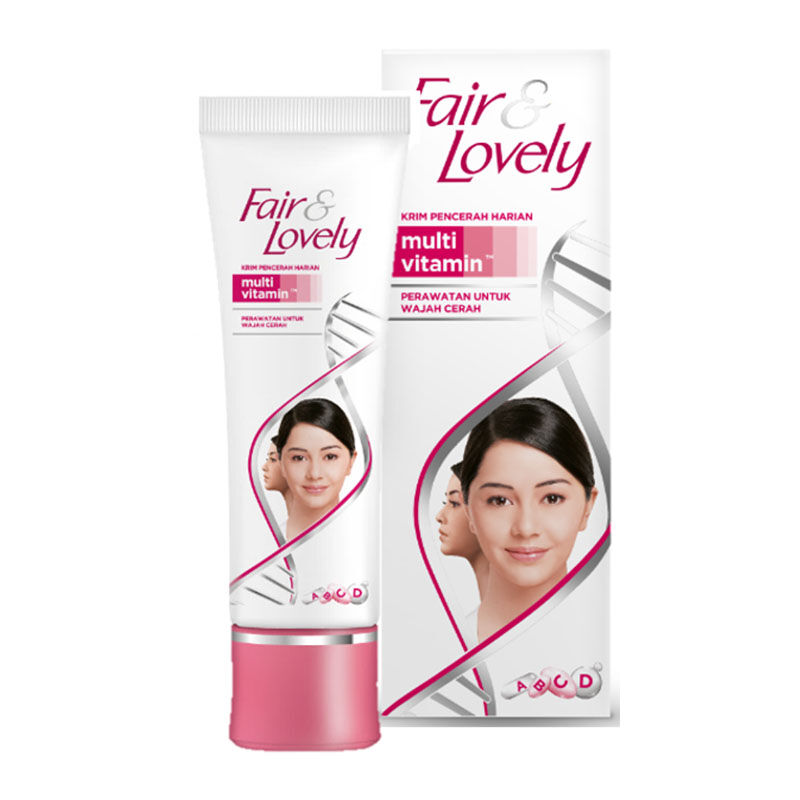 Fair &
Lovely
KRIM PENCERAH HARIAN
multi
vitamin™
PERAWATAN UNTUK
WAJAH CERAH
A B C D
Fair &
Lovely
KRIM PENCERAH HARIAN
multi
vitamin™
PERAWATAN UNTUK
WAJAH CERAH
A B C D